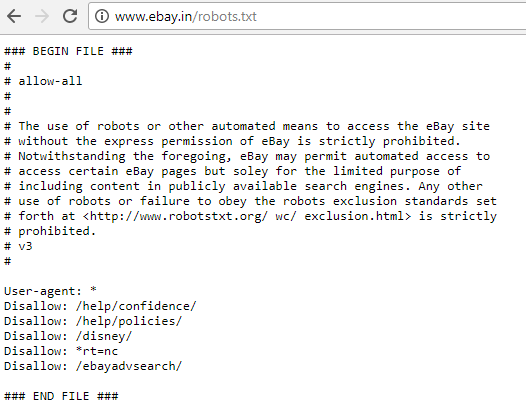 www.ebay.in/robots.txt
### BEGIN FILE ###
#
# allow-all
#
#
# The use of robots or other automated means to access the eBay site
# without the express permission of eBay is strictly prohibited.
# Notwithstanding the foregoing, eBay may permit automated access to
# access certain eBay pages but soley for the limited purpose of
# including content in publicly available search engines. Any other
# use of robots or failure to obey the robots exclusion standards set
# forth at <http://www.robotstxt.org/ wc/ exclusion.html> is strictly
# prohibited.
# v3
#
User-agent: *
Disallow: /help/confidence/
Disallow: /help/policies/
Disallow: /disney/
Disallow: *rt=nc
Disallow: /ebayadvsearch/
### END FILE ###